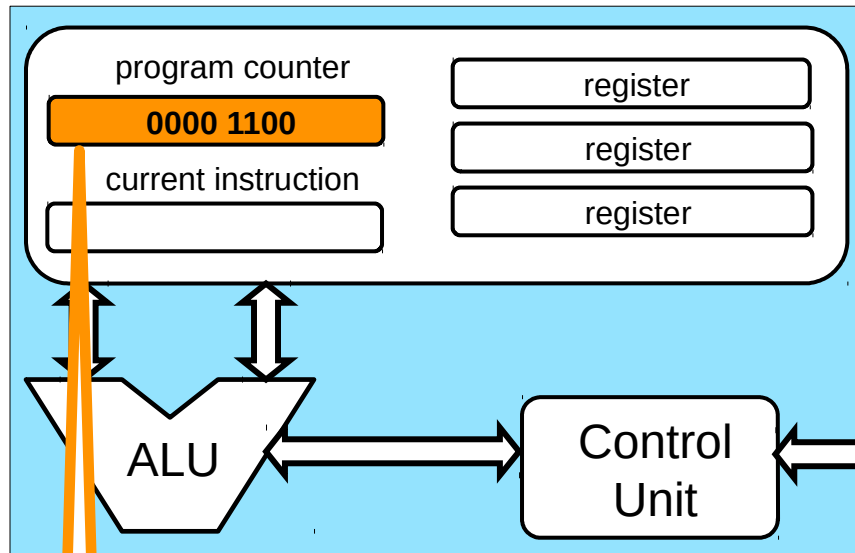 program counter
0000 1100
current instruction
register
register
register
ALU
Control
Unit